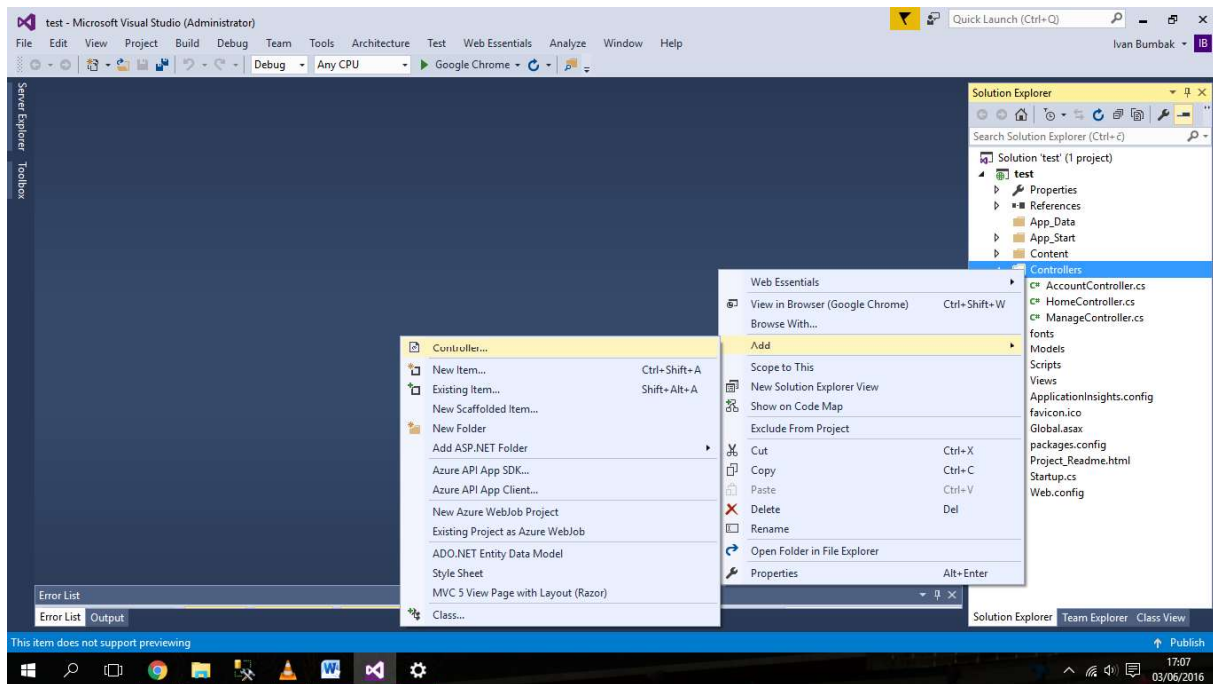 test - Microsoft Visual Studio (Administrator)
Quick Launch (Ctrl+Q)
File Edit View Project Build Debug Team Tools Architecture Test Web Essentials Analyze Window Help
Ivan Bumbak IB
Debug Any CPU Google Chrome
Server Explorer
Toolbox
Solution Explorer
Search Solution Explorer (Ctrl+č)
Solution 'test' (1 project)
test
Properties
References
App_Data
App_Start
Content
Controllers
C# AccountController.cs
C# HomeController.cs
C# ManageController.cs
fonts
Models
Scripts
Views
ApplicationInsights.config
favicon.ico
Global.asax
packages.config
Project_Readme.html
Startup.cs
Web.config
Web Essentials
View in Browser (Google Chrome) Ctrl+Shift+W
Browse With...
Add
Scope to This
New Solution Explorer View
Show on Code Map
Exclude From Project
Cut Ctrl+X
Copy Ctrl+C
Paste Ctrl+V
Delete Del
Rename
Open Folder in File Explorer
Properties Alt+Enter
Controller...
New Item... Ctrl+Shift+A
Existing Item... Shift+Alt+A
New Scaffolded Item...
New Folder
Add ASP.NET Folder
Azure API App SDK...
Azure API App Client...
New Azure WebJob Project
Existing Project as Azure WebJob
ADO.NET Entity Data Model
Style Sheet
MVC 5 View Page with Layout (Razor)
Class...
Error List
Error List Output
Solution Explorer Team Explorer Class View
This item does not support previewing
Publish
17:07
03/06/2016